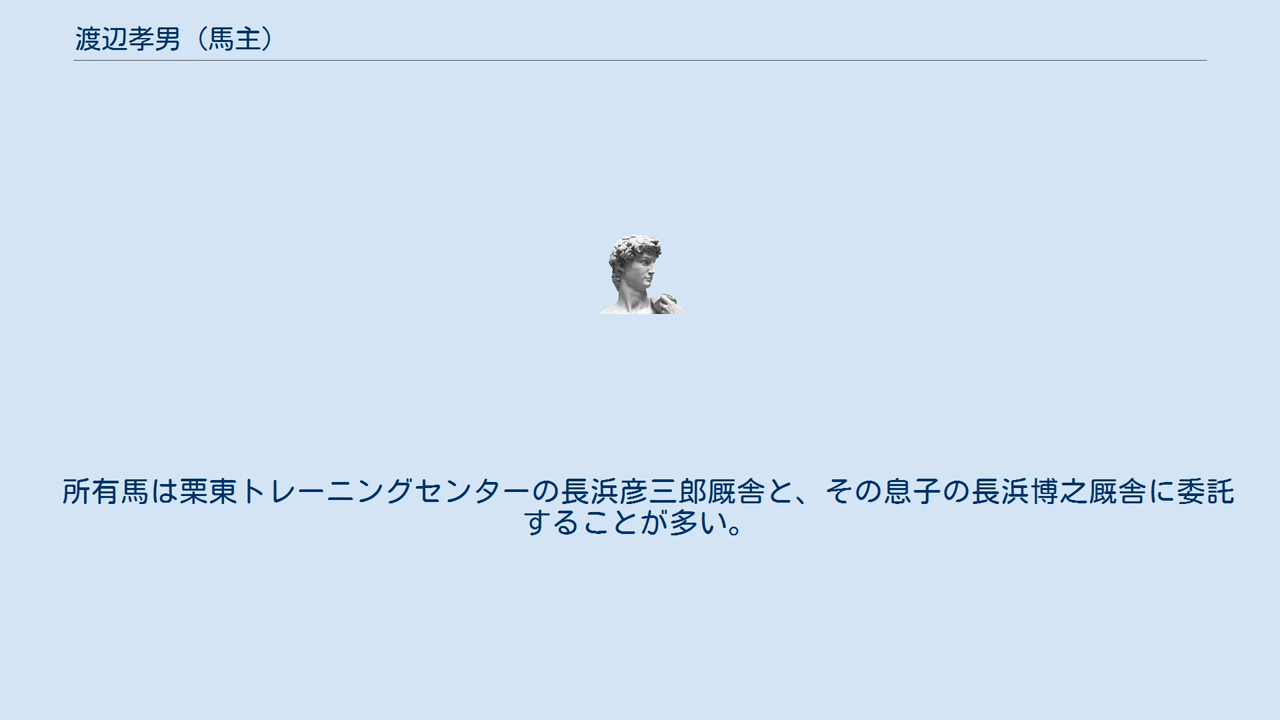 渡辺孝男（馬主）
所有馬は栗東トレーニングセンターの長浜彦三郎厩舎と、その息子の長浜博之厩舎に委託
することが多い。